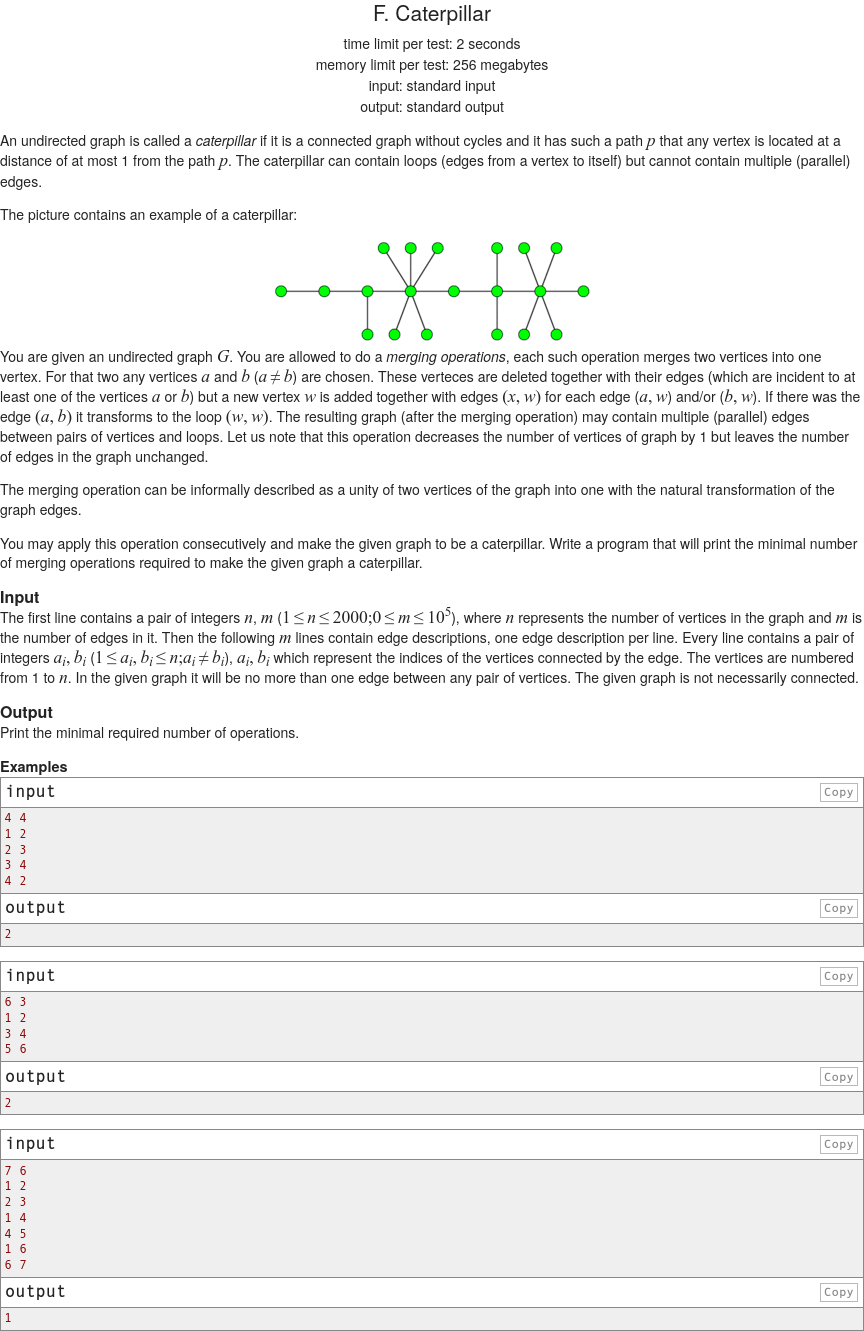 F. Caterpillar
time limit per test: 2 seconds
memory limit per test: 256 megabytes
input: standard input
output: standard output
An undirected graph is called a caterpillar if it is a connected graph without cycles and it has such a path p that any vertex is located at a
distance of at most 1 from the path p. The caterpillar can contain loops (edges from a vertex to itself) but cannot contain multiple (parallel)
edges.
The picture contains an example of a caterpillar:
You are given an undirected graph G. You are allowed to do a merging operations, each such operation merges two vertices into one
vertex. For that two any vertices a and b (a ≠ b) are chosen. These verteces are deleted together with their edges (which are incident to at
least one of the vertices a or b) but a new vertex w is added together with edges (x, w) for each edge (a, w) and/or (b, w). If there was the
edge (a, b) it transforms to the loop (w, w). The resulting graph (after the merging operation) may contain multiple (parallel) edges
between pairs of vertices and loops. Let us note that this operation decreases the number of vertices of graph by 1 but leaves the number
of edges in the graph unchanged.
The merging operation can be informally described as a unity of two vertices of the graph into one with the natural transformation of the
graph edges.
You may apply this operation consecutively and make the given graph to be a caterpillar. Write a program that will print the minimal number
of merging operations required to make the given graph a caterpillar.
Input
The first line contains a pair of integers n, m (1 ≤ n ≤ 2000;0 ≤ m ≤ 10^5), where n represents the number of vertices in the graph and m is
the number of edges in it. Then the following m lines contain edge descriptions, one edge description per line. Every line contains a pair of
integers a_i, b_i (1 ≤ a_i, b_i ≤ n;a_i ≠ b_i), a_i, b_i which represent the indices of the vertices connected by the edge. The vertices are numbered
from 1 to n. In the given graph it will be no more than one edge between any pair of vertices. The given graph is not necessarily connected.
Output
Print the minimal required number of operations.
Examples
input Copy
4 4
1 2
2 3
3 4
4 2
output Copy
2
input Copy
6 3
1 2
3 4
5 6
output Copy
2
input Copy
7 6
1 2
2 3
1 4
4 5
1 6
6 7
output Copy
1